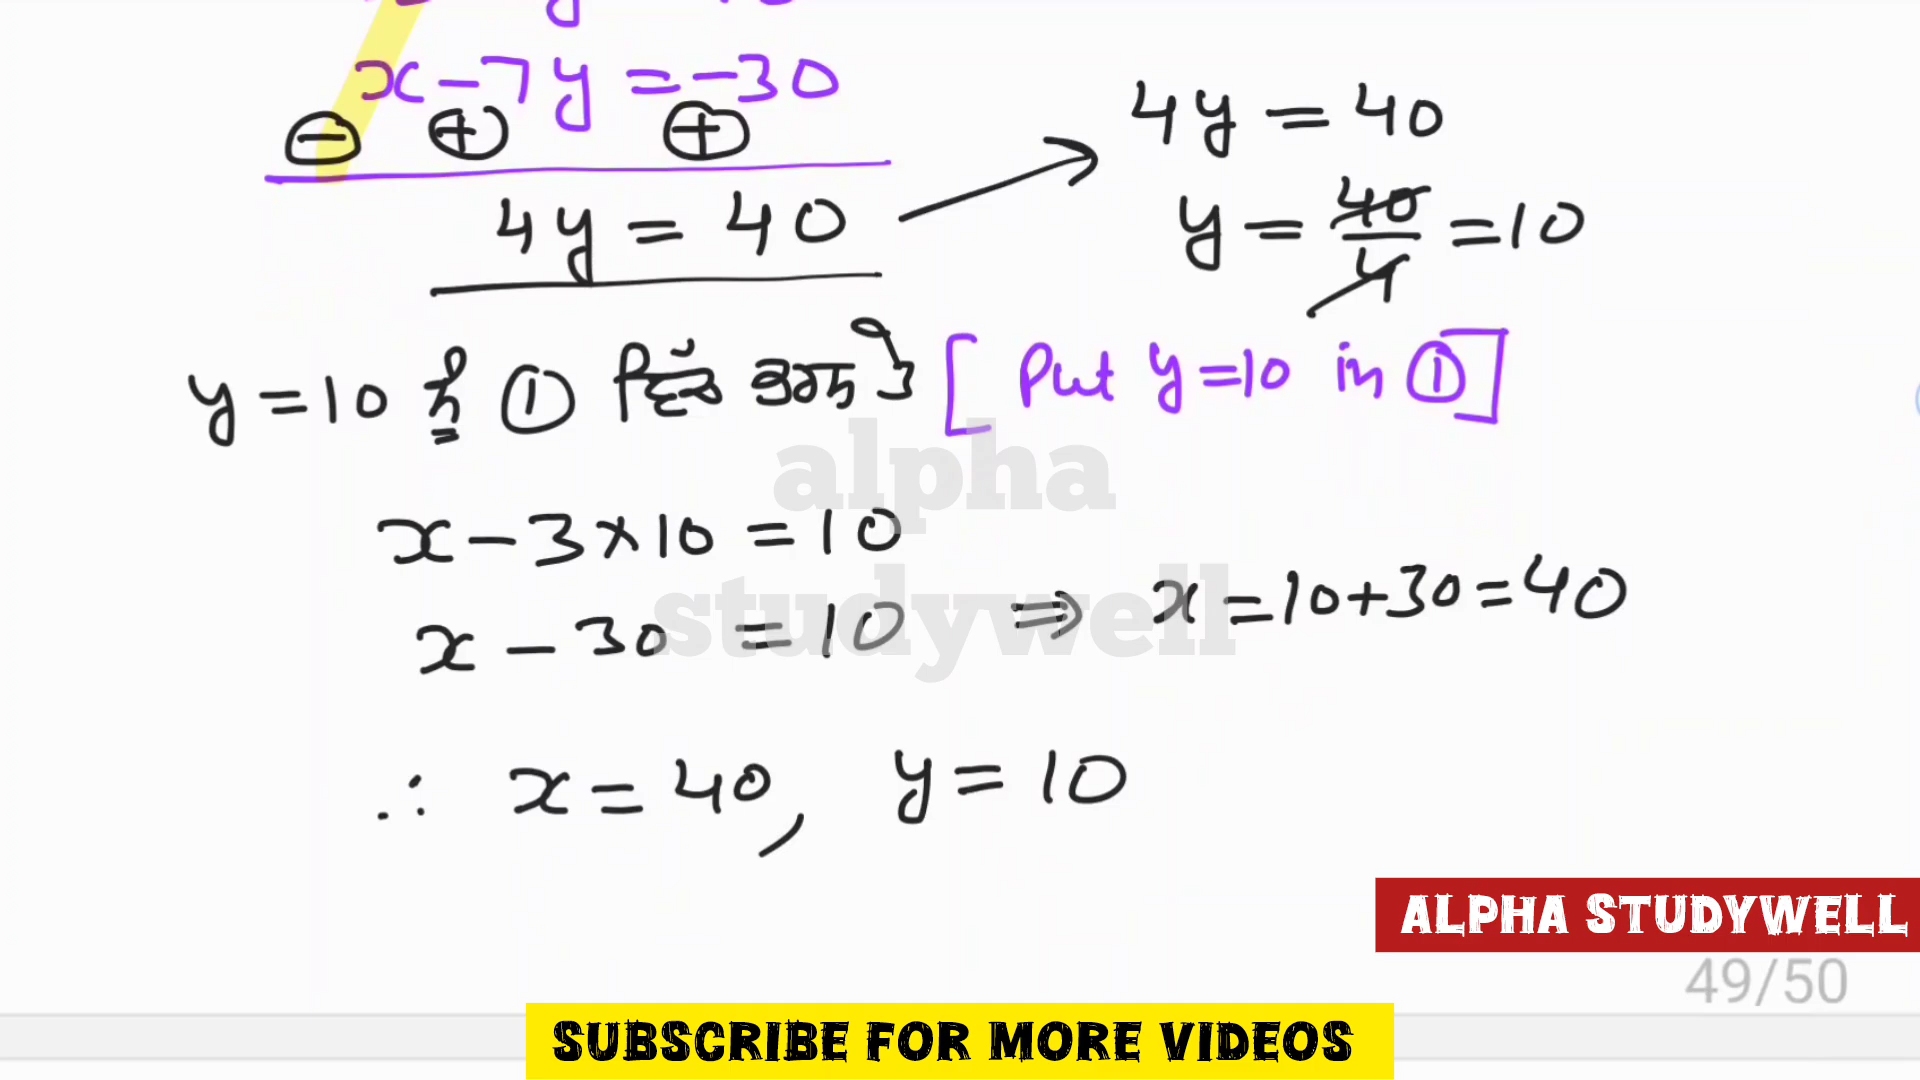 x - 7y = -30
⊖ ⊕ ⊕
4y = 40
4y = 40
y = 40/4 = 10
y = 10 ① [Put y=10 in ①]
x - 3×10 = 10
x - 30 = 10 ⇒ x = 10+30 = 40
∴ x = 40, y = 10
alpha
studywell
ALPHA STUDYWELL
49/50
SUBSCRIBE FOR MORE VIDEOS